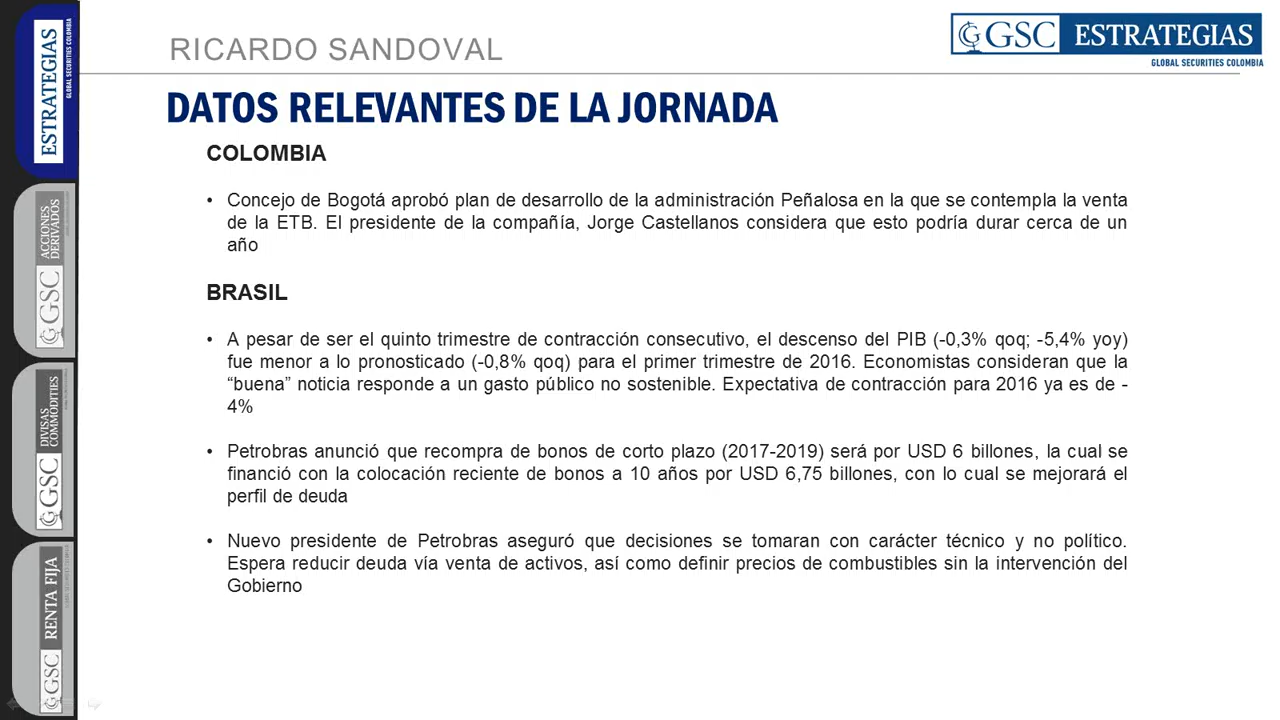 RICARDO SANDOVAL
GSC ESTRATEGIAS
GLOBAL SECURITIES COLOMBIA
DATOS RELEVANTES DE LA JORNADA
COLOMBIA
• Concejo de Bogotá aprobó plan de desarrollo de la administración Peñalosa en la que se contempla la venta
de la ETB. El presidente de la compañía, Jorge Castellanos considera que esto podría durar cerca de un
año
BRASIL
• A pesar de ser el quinto trimestre de contracción consecutivo, el descenso del PIB (-0,3% qoq; -5,4% yoy)
fue menor a lo pronosticado (-0,8% qoq) para el primer trimestre de 2016. Economistas consideran que la
“buena” noticia responde a un gasto público no sostenible. Expectativa de contracción para 2016 ya es de -
4%
• Petrobras anunció que recompra de bonos de corto plazo (2017-2019) será por USD 6 billones, la cual se
financió con la colocación reciente de bonos a 10 años por USD 6,75 billones, con lo cual se mejorará el
perfil de deuda
• Nuevo presidente de Petrobras aseguró que decisiones se tomaran con carácter técnico y no político.
Espera reducir deuda vía venta de activos, así como definir precios de combustibles sin la intervención del
Gobierno
ESTRATEGIAS
GLOBAL SECURITIES COLOMBIA
GSC
ACCIONES
DERIVADOS
GSC
DIVISAS
COMMODITIES
GSC
RENTA FIJA